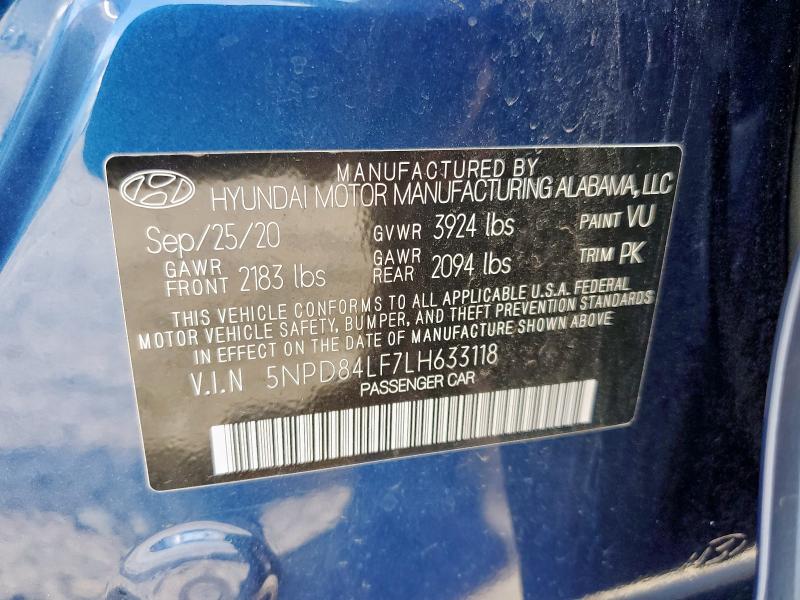 MANUFACTURED BY
HYUNDAI MOTOR MANUFACTURING ALABAMA, LLC
Sep/25/20 GVWR 3924 lbs PAINT VU
GAWR FRONT 2183 lbs GAWR REAR 2094 lbs TRIM PK
THIS VEHICLE CONFORMS TO ALL APPLICABLE U.S.A. FEDERAL
MOTOR VEHICLE SAFETY, BUMPER, AND THEFT PREVENTION STANDARDS
IN EFFECT ON THE DATE OF MANUFACTURE SHOWN ABOVE
V.I.N 5NPD84LF7LH633118
PASSENGER CAR